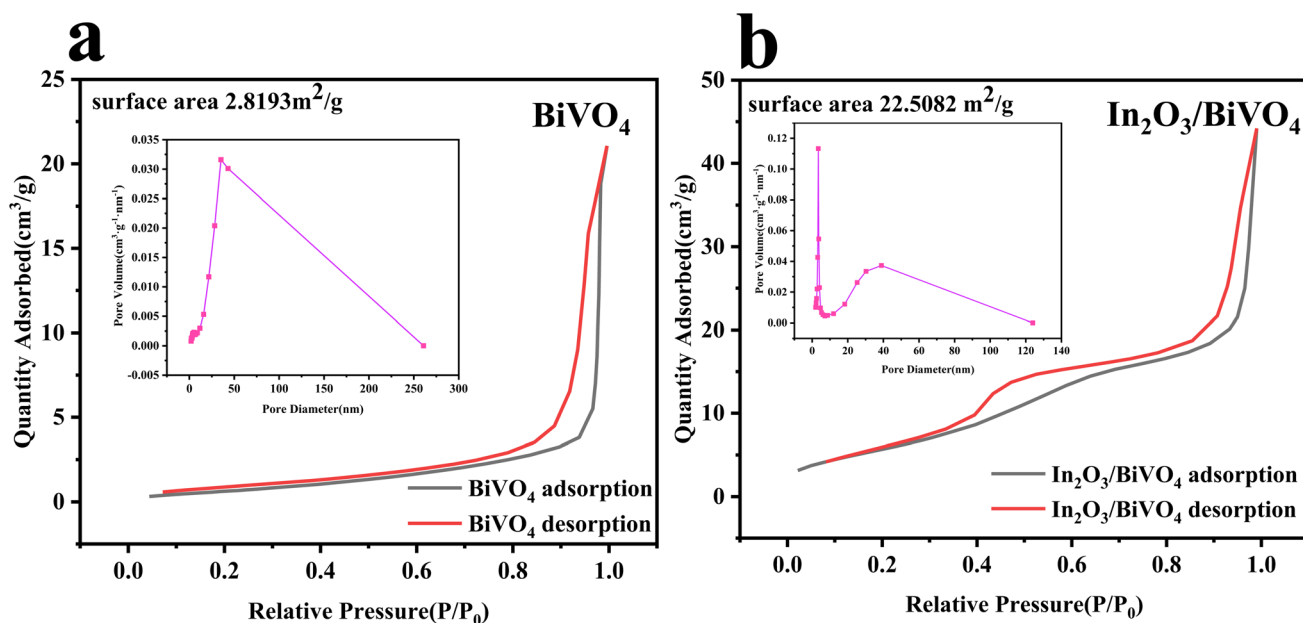 a
surface area 2.8193m²/g
BiVO₄
25
20
15
10
5
0
Quantity Adsorbed(cm³/g)
0.0 0.2 0.4 0.6 0.8 1.0
Relative Pressure(P/P₀)
BiVO₄ adsorption
BiVO₄ desorption
0.035
0.030
0.025
0.020
0.015
0.010
0.005
0.000
-0.005
Pore Volume(cm³·g⁻¹·nm⁻¹)
0 50 100 150 200 250 300
Pore Diameter(nm)
b
surface area 22.5082 m²/g
In₂O₃/BiVO₄
50
40
30
20
10
0
Quantity Adsorbed(cm³/g)
0.0 0.2 0.4 0.6 0.8 1.0
Relative Pressure(P/P₀)
In₂O₃/BiVO₄ adsorption
In₂O₃/BiVO₄ desorption
0.12
0.10
0.08
0.06
0.04
0.02
0.00
Pore Volume(cm³·g⁻¹·nm⁻¹)
0 20 40 60 80 100 120 140
Pore Diameter(nm)